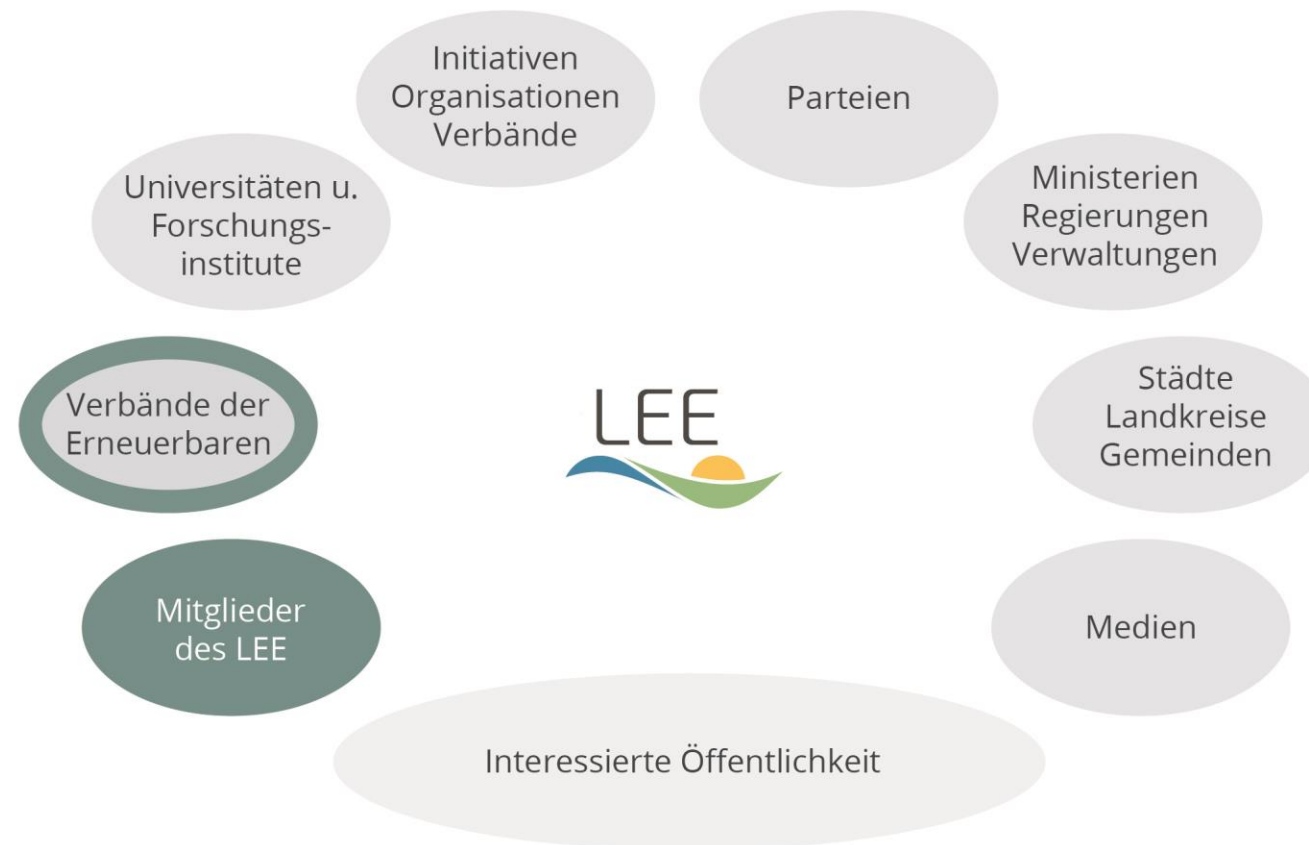 Initiativen
Organisationen
Verbände
Parteien
Universitäten u.
Forschungs-
institute
Ministerien
Regierungen
Verwaltungen
Verbände der
Erneuerbaren
LEE
Städte
Landkreise
Gemeinden
Mitglieder
des LEE
Medien
Interessierte Öffentlichkeit